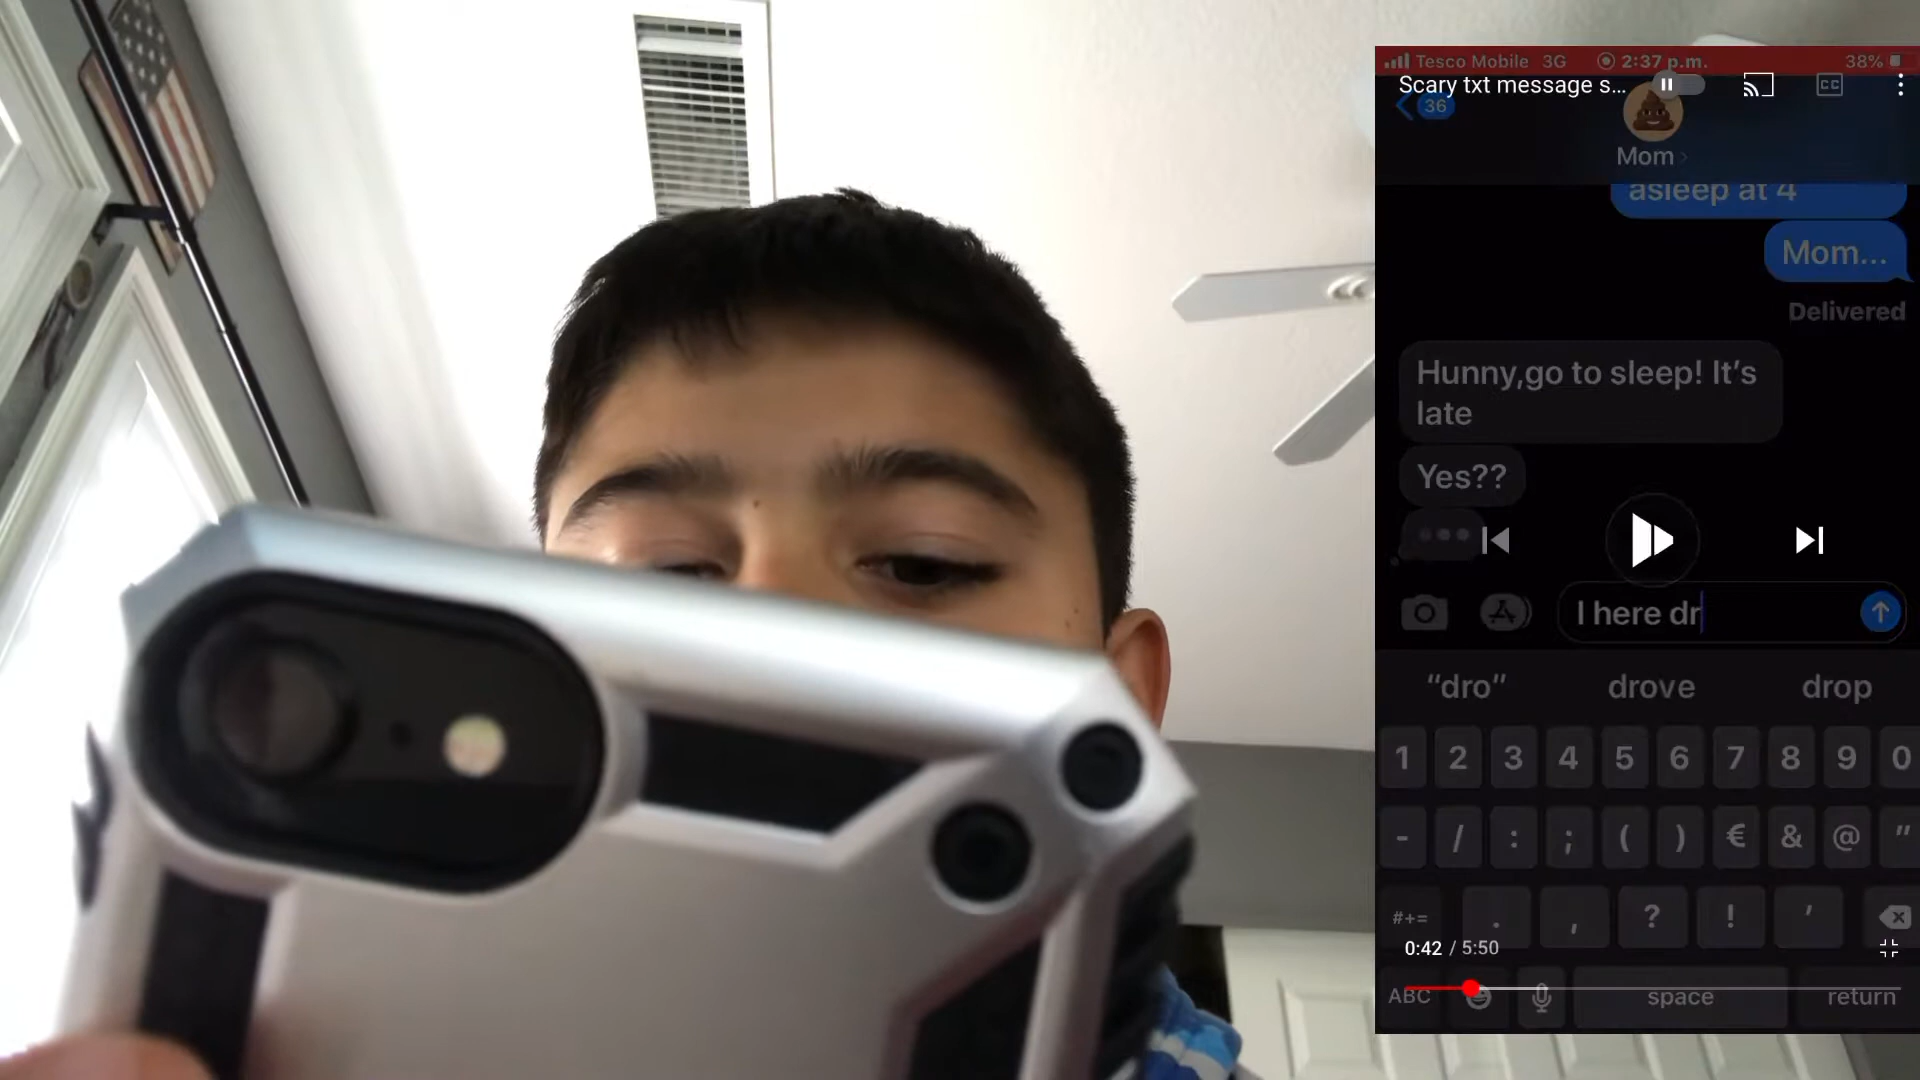 Tesco Mobile 3G 2:37 p.m. 38%
Scary txt message s... CC
36
Mom
asleep at 4
Mom...
Delivered
Hunny,go to sleep! It’s
late
Yes??
I here dr
“dro” drove drop
1 2 3 4 5 6 7 8 9 0
- / : ; ( ) € & @ "
#+= . , ? ! ’
0:42 / 5:50
ABC space return